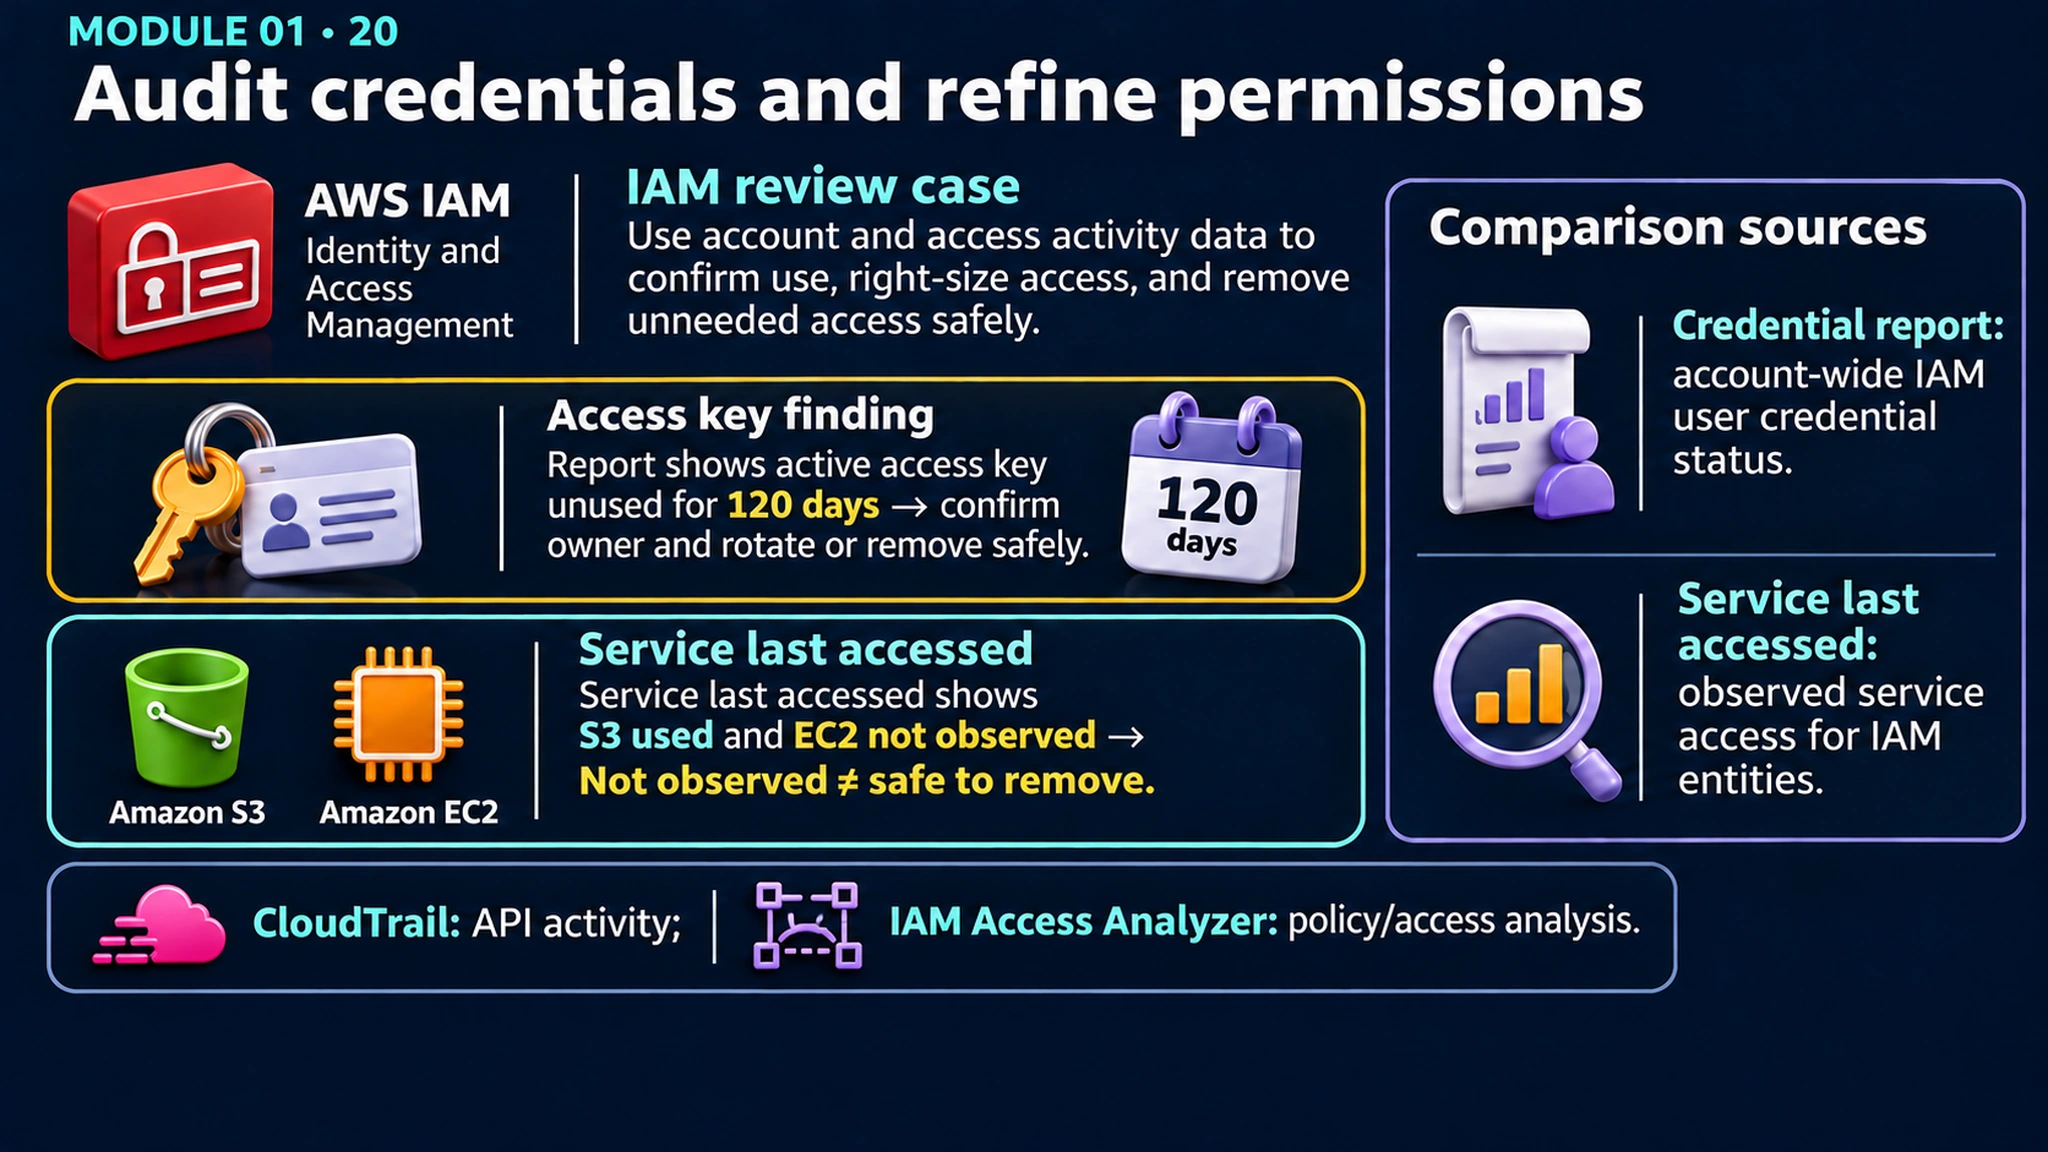 MODULE 01 • 20
Audit credentials and refine permissions
AWS IAM
Identity and
Access
Management
IAM review case
Use account and access activity data to
confirm use, right-size access, and remove
unneeded access safely.
Access key finding
Report shows active access key
unused for 120 days → confirm
owner and rotate or remove safely.
120
days
Amazon S3
Amazon EC2
Service last accessed
Service last accessed shows
S3 used and EC2 not observed →
Not observed ≠ safe to remove.
Comparison sources
Credential report:
account-wide IAM
user credential
status.
Service last
accessed:
observed service
access for IAM
entities.
CloudTrail: API activity;
IAM Access Analyzer: policy/access analysis.